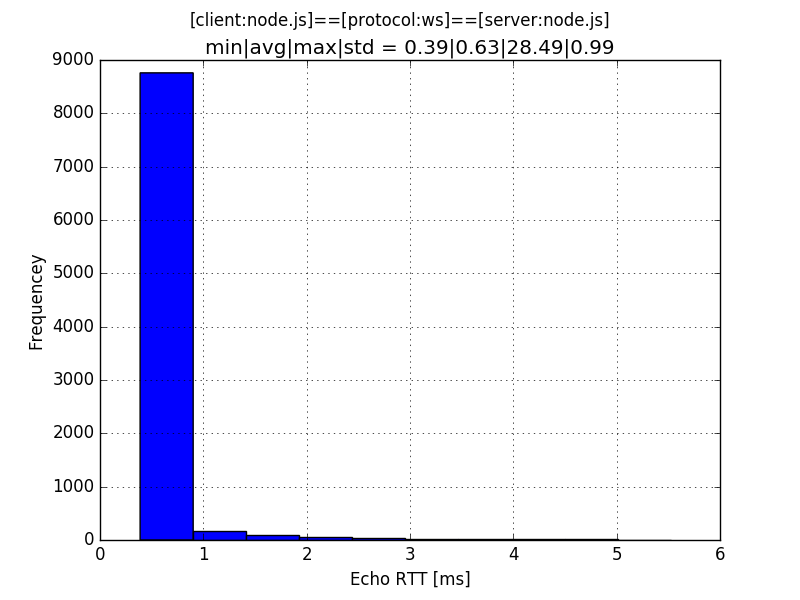 [client:node.js]==[protocol:ws]==[server:node.js]
min|avg|max|std = 0.39|0.63|28.49|0.99
9000
8000
7000
6000
5000
4000
3000
2000
1000
0
Frequencey
0 1 2 3 4 5 6
Echo RTT [ms]